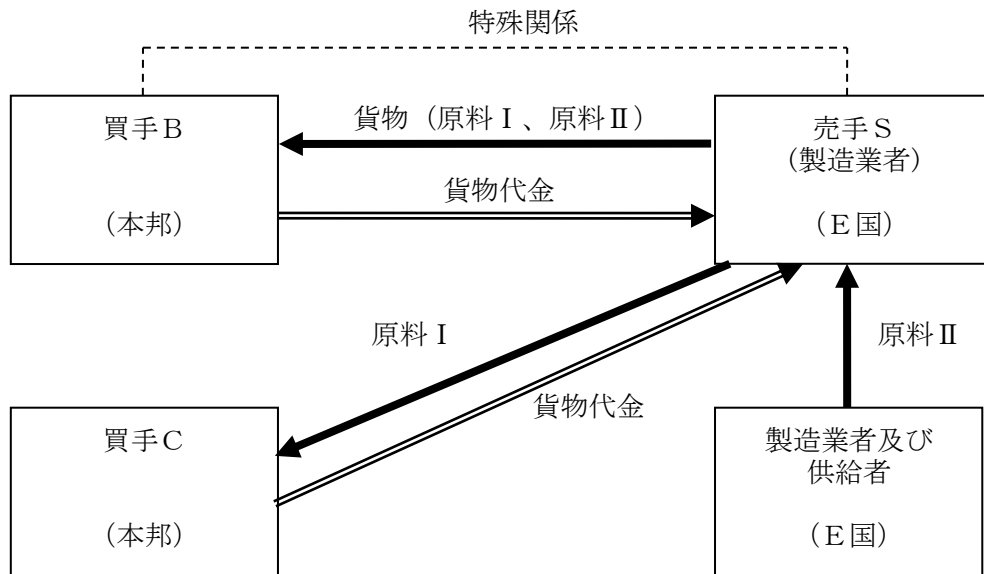 特殊関係
買手Ｂ
（本邦）
貨物（原料Ⅰ、原料Ⅱ）
貨物代金
売手Ｓ
（製造業者）
（Ｅ国）
原料Ⅰ
貨物代金
原料Ⅱ
買手Ｃ
（本邦）
製造業者及び
供給者
（Ｅ国）